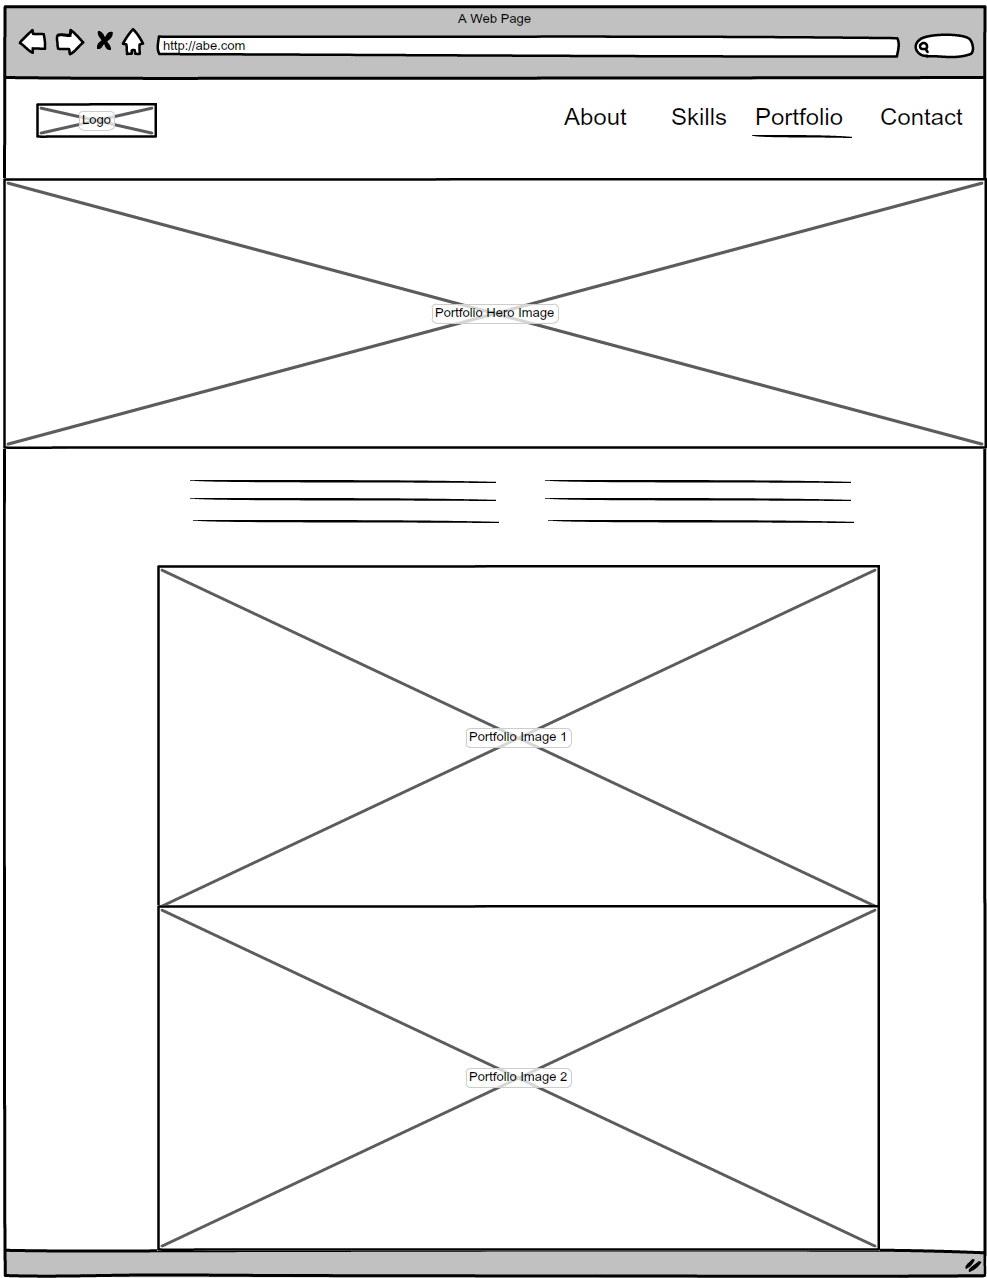 A Web Page
http://abe.com
Logo
About Skills Portfolio Contact
Portfolio Hero Image
Portfolio Image 1
Portfolio Image 2